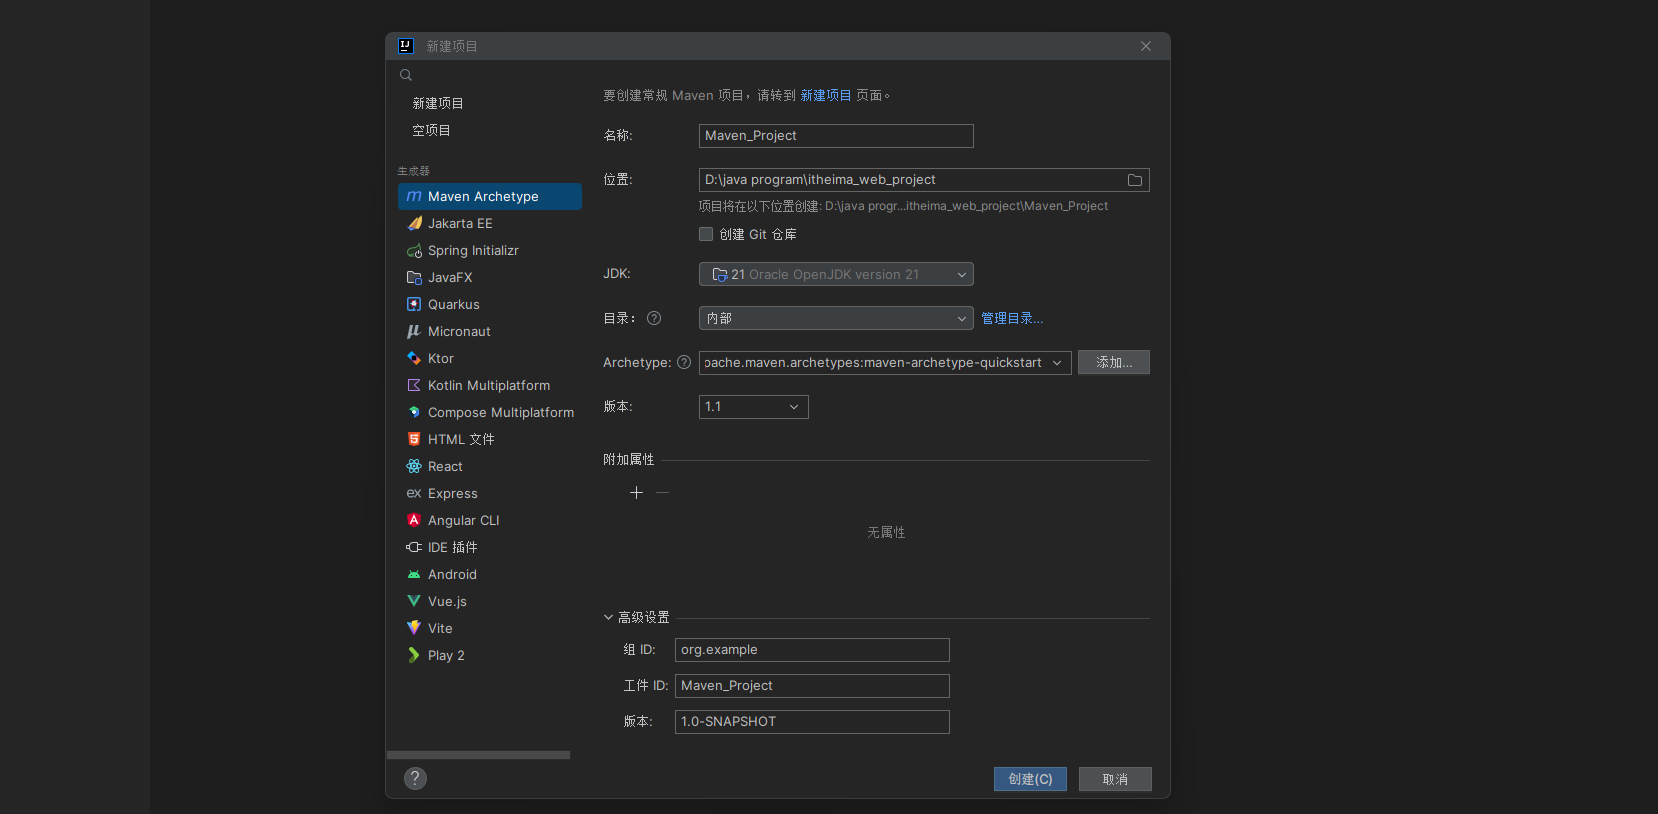 新建项目
新建项目
空项目
生成器
Maven Archetype
Jakarta EE
Spring Initializr
JavaFX
Quarkus
Micronaut
Ktor
Kotlin Multiplatform
Compose Multiplatform
HTML 文件
React
Express
Angular CLI
IDE 插件
Android
Vue.js
Vite
Play 2
要创建常规 Maven 项目，请转到 新建项目 页面。
名称: Maven_Project
位置: D:\java program\itheima_web_project
项目将在以下位置创建: D:\java progr...itheima_web_project\Maven_Project
创建 Git 仓库
JDK: 21 Oracle OpenJDK version 21
目录： ? 内部 管理目录...
Archetype: ? pache.maven.archetypes:maven-archetype-quickstart 添加...
版本: 1.1
附加属性
无属性
高级设置
组 ID: org.example
工件 ID: Maven_Project
版本: 1.0-SNAPSHOT
? 创建(C) 取消